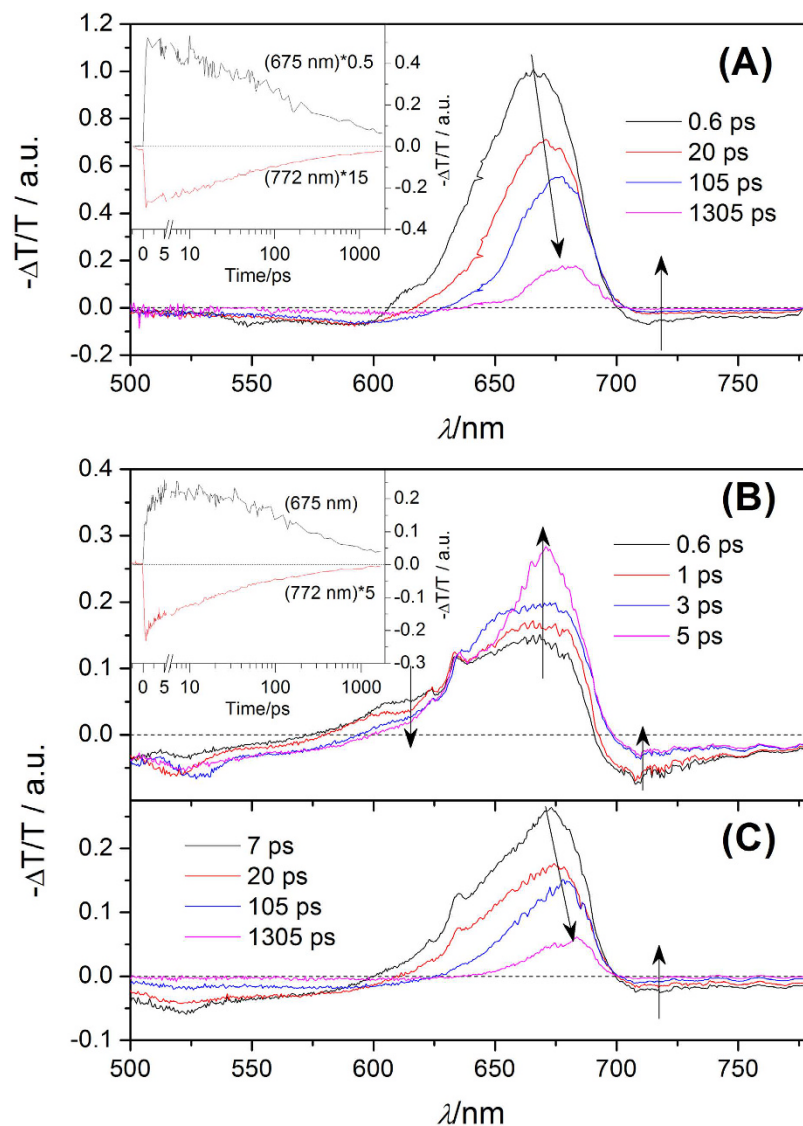 (A)
-ΔT/T / a.u.
1.2
1.0
0.8
0.6
0.4
0.2
0.0
-0.2
500 550 600 650 700 750
λ/nm
0.6 ps
20 ps
105 ps
1305 ps
(675 nm)*0.5
(772 nm)*15
-ΔT/T / a.u.
0.4
0.2
0.0
-0.2
-0.4
0 5 10 100 1000
Time/ps
(B)
-ΔT/T / a.u.
0.4
0.3
0.2
0.1
0.0
0.6 ps
1 ps
3 ps
5 ps
(675 nm)
(772 nm)*5
-ΔT/T / a.u.
0.2
0.1
0.0
-0.1
-0.2
-0.3
0 5 10 100 1000
Time/ps
(C)
0.2
0.1
0.0
-0.1
7 ps
20 ps
105 ps
1305 ps
500 550 600 650 700 750
λ/nm